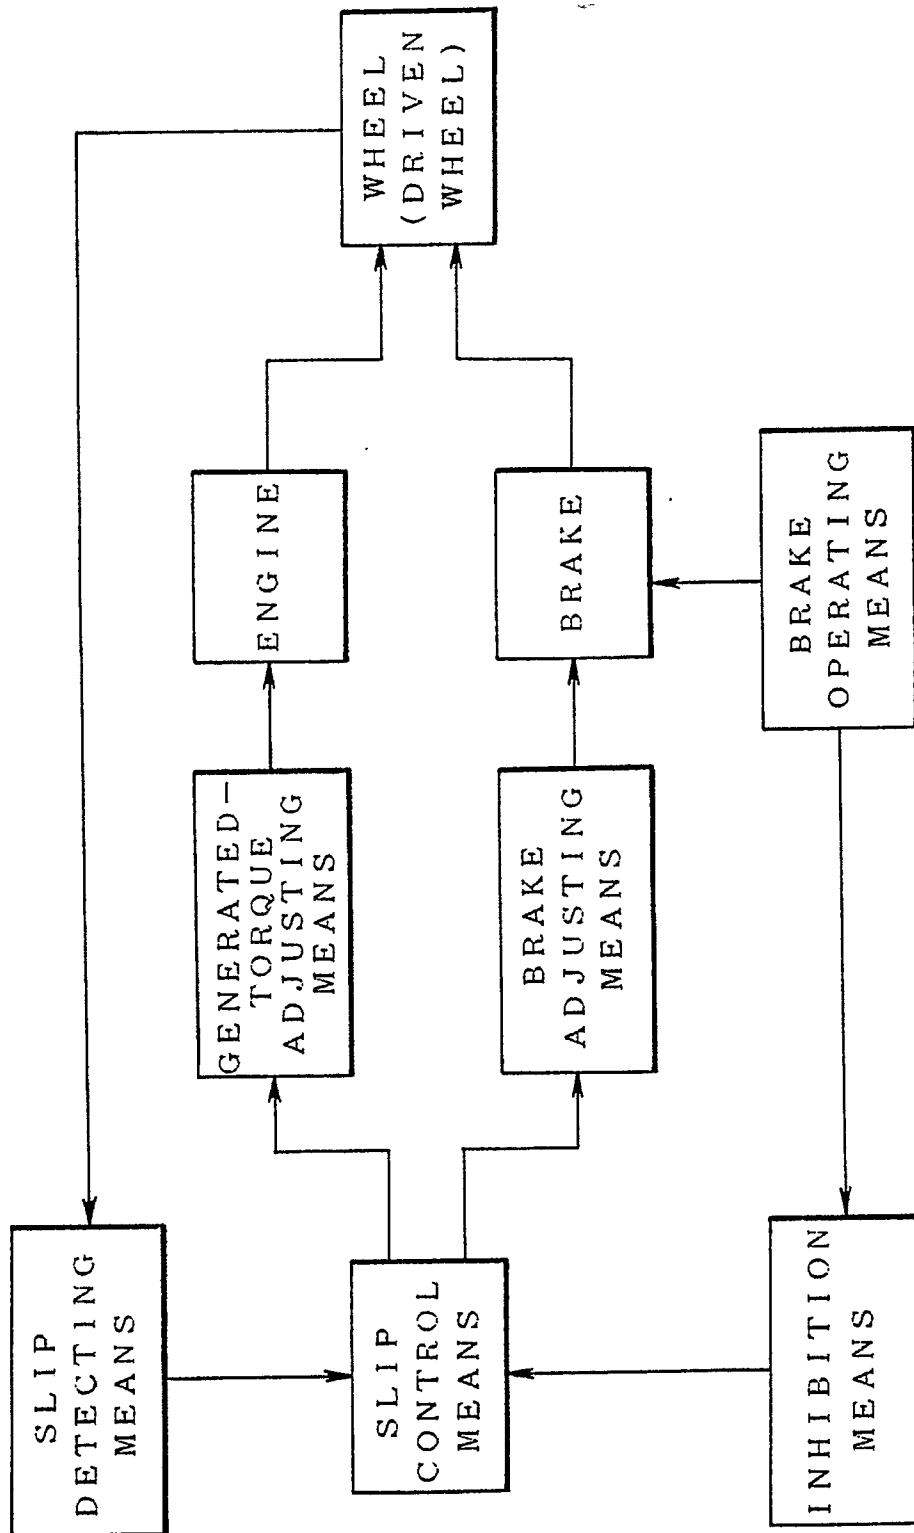 SLIP
DETECTING
MEANS
SLIP
CONTROL
MEANS
INHIBITION
MEANS
GENERATED-
TORQUE
ADJUSTING
MEANS
BRAKE
ADJUSTING
MEANS
ENGINE
BRAKE
BRAKE
OPERATING
MEANS
WHEEL
(DRIVEN
WHEEL)